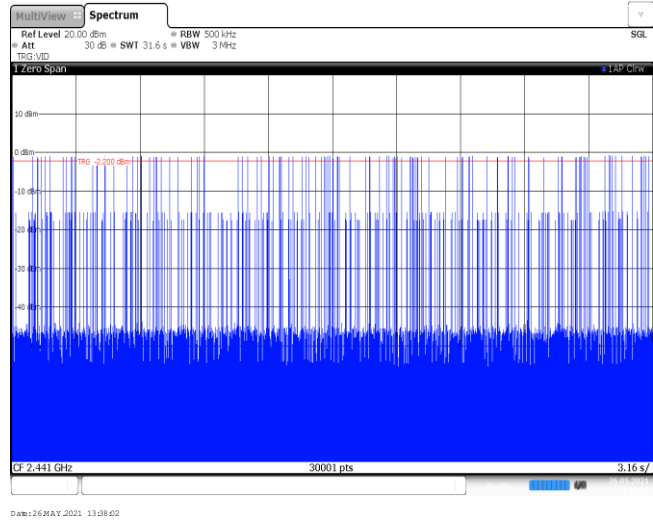 MultiView Spectrum
Ref Level 20.00 dBm RBW 500 kHz SGL
Att 30 dB SWT 31.6 s VBW 3 MHz
TRG:VID
1 Zero Span 1AP Clrw
10 dBm
0 dBm
TRG -2.200 dBm
-10 dBm
-20 dBm
-30 dBm
-40 dBm
CF 2.441 GHz 30001 pts 3.16 s/
26.05.2021
Date:26.MAY.2021 13:38:02